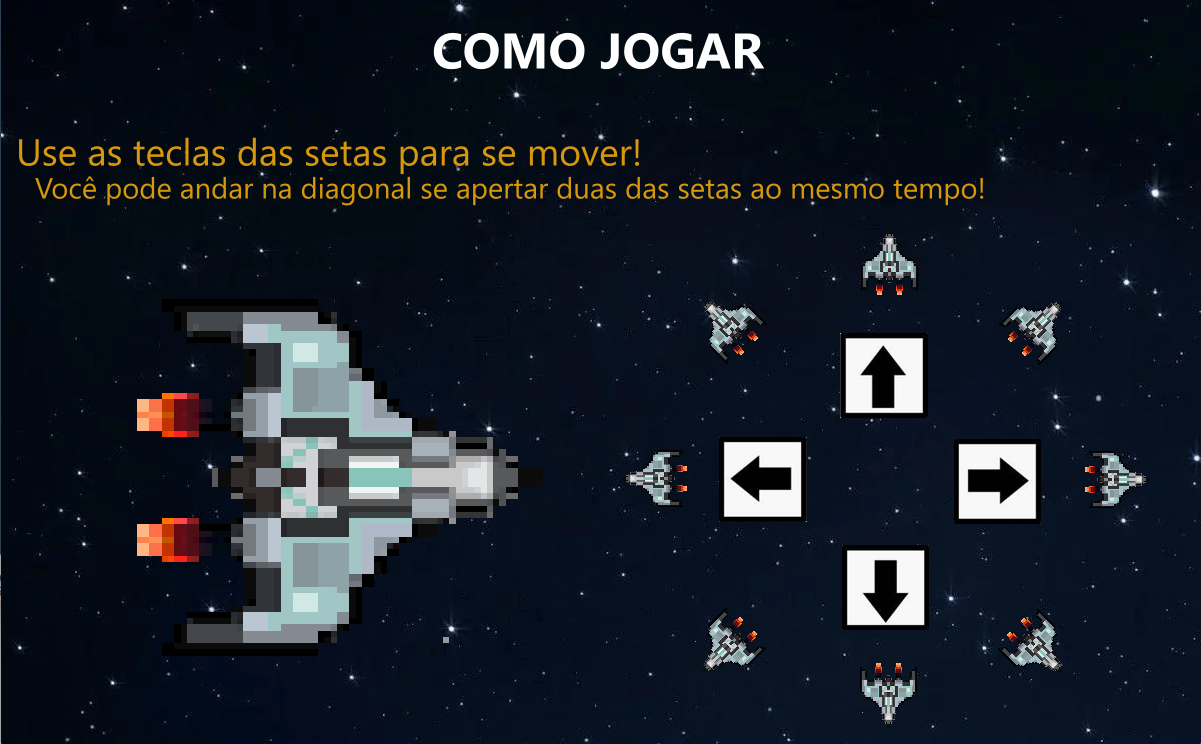 COMO JOGAR
Use as teclas das setas para se mover!
Você pode andar na diagonal se apertar duas das setas ao mesmo tempo!